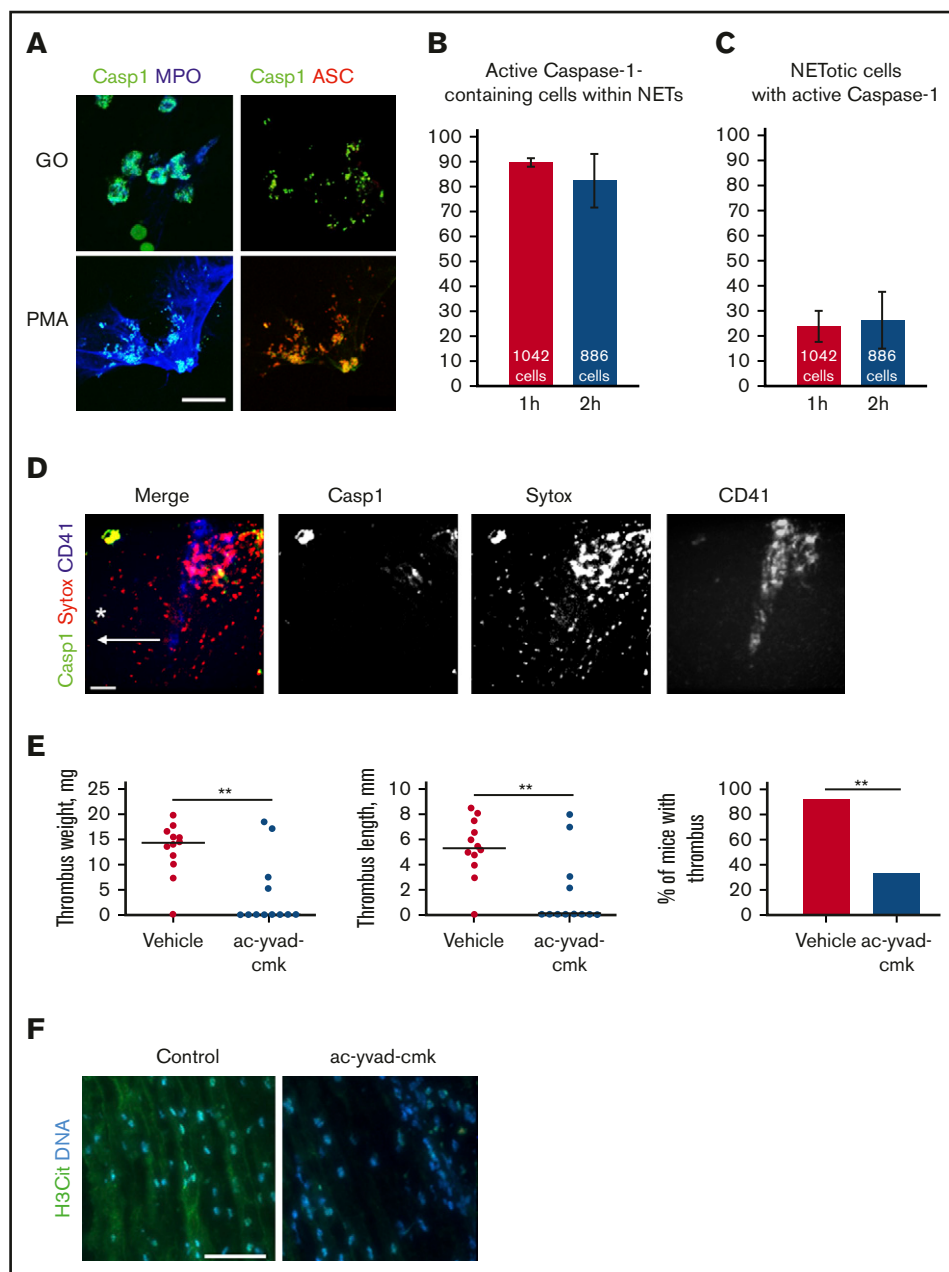 A
Casp1 MPO
Casp1 ASC
GO
PMA
B
Active Caspase-1-
containing cells within NETs
100
90
80
70
60
50
40
30
20
10
0
1042
cells
886
cells
1h
2h
C
NETotic cells
with active Caspase-1
100
90
80
70
60
50
40
30
20
10
0
1042
cells
886
cells
1h
2h
D
Merge
Casp1
Sytox
CD41
Casp1 Sytox CD41
*
E
Thrombus weight, mg
25
20
15
10
5
0
**
Vehicle
ac-yvad-
cmk
Thrombus length, mm
10
8
6
4
2
0
**
Vehicle
ac-yvad-
cmk
% of mice with
thrombus
100
80
60
40
20
0
**
Vehicle
ac-yvad-
cmk
F
Control
ac-yvad-cmk
H3Cit DNA